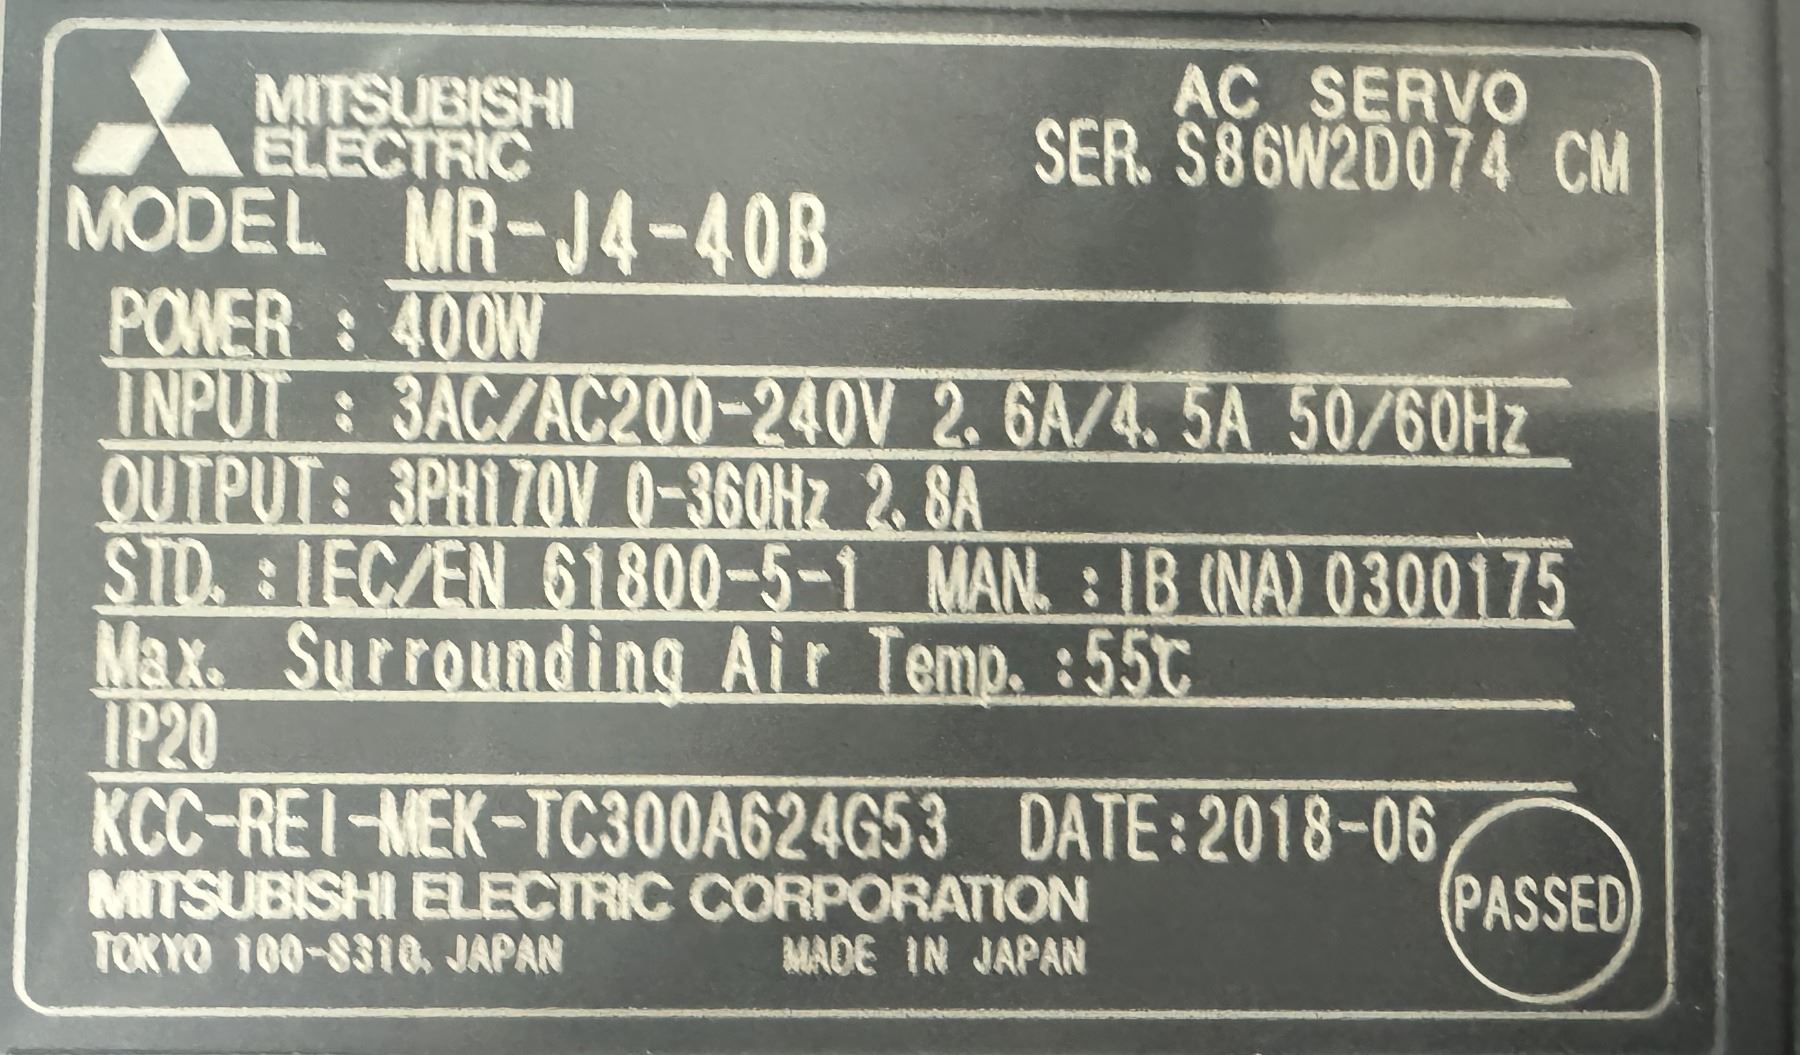 MITSUBISHI
ELECTRIC
AC SERVO
SER. S86W2D074 CM
MODEL MR-J4-40B
POWER : 400W
INPUT : 3AC/AC200-240V 2.6A/4.5A 50/60Hz
OUTPUT: 3PH170V 0-360Hz 2.8A
STD. :IEC/EN 61800-5-1 MAN. :IB(NA)0300175
Max. Surrounding Air Temp. :55℃
IP20
KCC-REI-MEK-TC300A624G53 DATE:2018-06
PASSED
MITSUBISHI ELECTRIC CORPORATION
TOKYO 100-8310, JAPAN MADE IN JAPAN